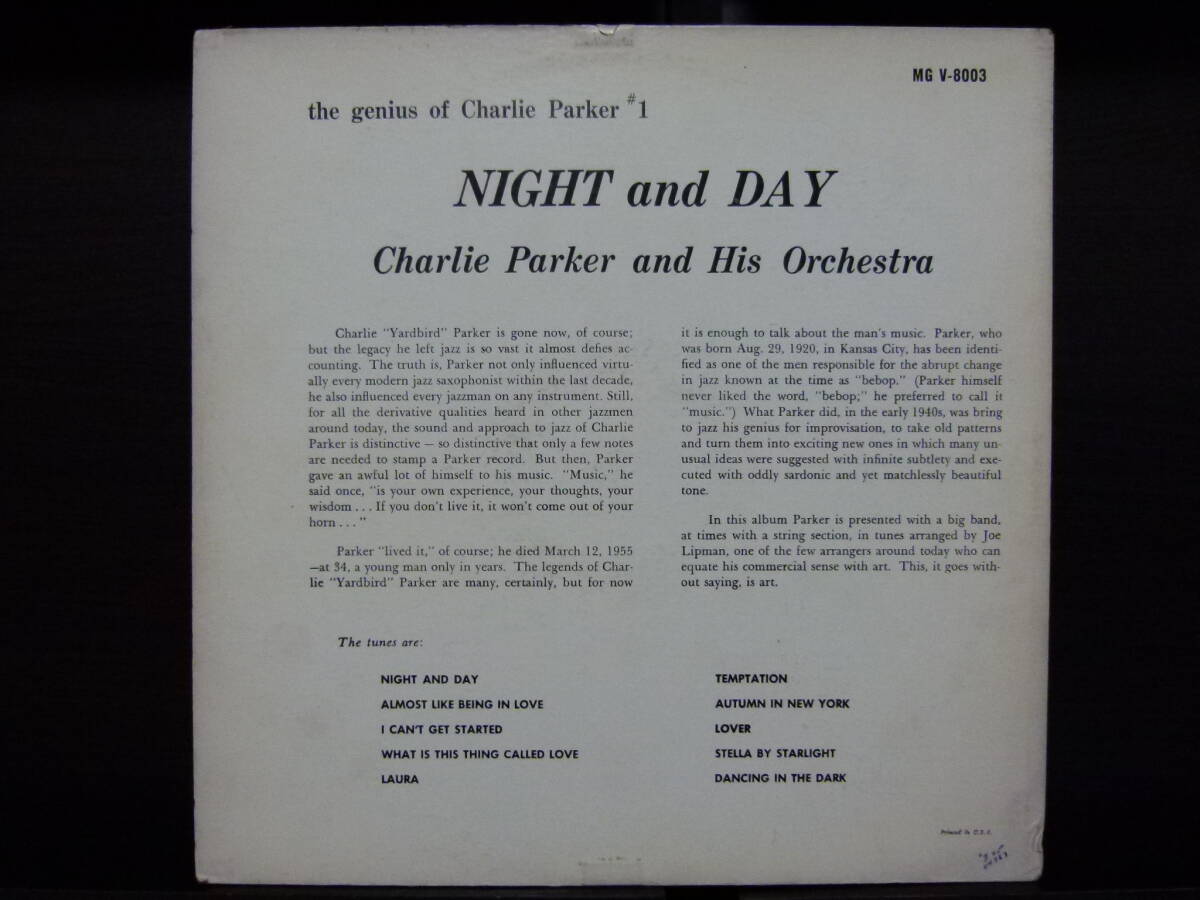 MG V-8003
the genius of Charlie Parker #1
NIGHT and DAY
Charlie Parker and His Orchestra
Charlie "Yardbird" Parker is gone now, of course;
but the legacy he left jazz is so vast it almost defies ac-
counting. The truth is, Parker not only influenced virtu-
ally every modern jazz saxophonist within the last decade,
he also influenced every jazzman on any instrument. Still,
for all the derivative qualities heard in other jazzmen
around today, the sound and approach to jazz of Charlie
Parker is distinctive — so distinctive that only a few notes
are needed to stamp a Parker record. But then, Parker
gave an awful lot of himself to his music. "Music," he
said once, "is your own experience, your thoughts, your
wisdom . . . If you don't live it, it won't come out of your
horn . . . "
Parker "lived it," of course; he died March 12, 1955
—at 34, a young man only in years. The legends of Char-
lie "Yardbird" Parker are many, certainly, but for now
it is enough to talk about the man's music. Parker, who
was born Aug. 29, 1920, in Kansas City, has been identi-
fied as one of the men responsible for the abrupt change
in jazz known at the time as "bebop." (Parker himself
never liked the word, "bebop;" he preferred to call it
"music.") What Parker did, in the early 1940s, was bring
to jazz his genius for improvisation, to take old patterns
and turn them into exciting new ones in which many un-
usual ideas were suggested with infinite subtlety and exe-
cuted with oddly sardonic and yet matchlessly beautiful
tone.
In this album Parker is presented with a big band,
at times with a string section, in tunes arranged by Joe
Lipman, one of the few arrangers around today who can
equate his commercial sense with art. This, it goes with-
out saying, is art.
The tunes are:
NIGHT AND DAY
ALMOST LIKE BEING IN LOVE
I CAN'T GET STARTED
WHAT IS THIS THING CALLED LOVE
LAURA
TEMPTATION
AUTUMN IN NEW YORK
LOVER
STELLA BY STARLIGHT
DANCING IN THE DARK
Printed in U.S.A.